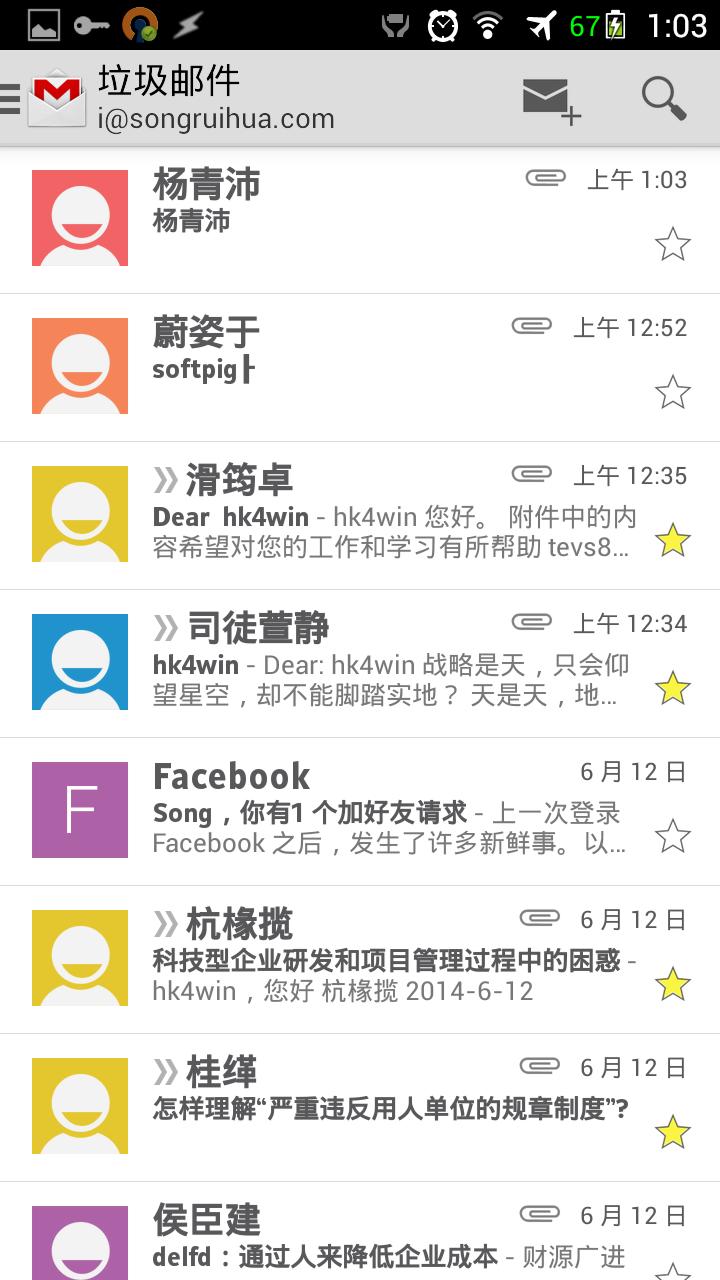 67 1:03
垃圾邮件
i@songruihua.com
杨青沛 上午 1:03
杨青沛
蔚姿于 上午 12:52
softpig┣
滑筠卓 上午 12:35
Dear hk4win - hk4win 您好。 附件中的内
容希望对您的工作和学习有所帮助 tevs8...
司徒萱静 上午 12:34
hk4win - Dear: hk4win 战略是天，只会仰
望星空，却不能脚踏实地？ 天是天，地...
F Facebook 6 月 12 日
Song，你有1 个加好友请求 - 上一次登录
Facebook 之后，发生了许多新鲜事。以...
杭椽揽 6 月 12 日
科技型企业研发和项目管理过程中的困惑 -
hk4win，您好 杭椽揽 2014-6-12
桂缂 6 月 12 日
怎样理解“严重违反用人单位的规章制度”?
侯臣建 6 月 12 日
delfd：通过人来降低企业成本 - 财源广进